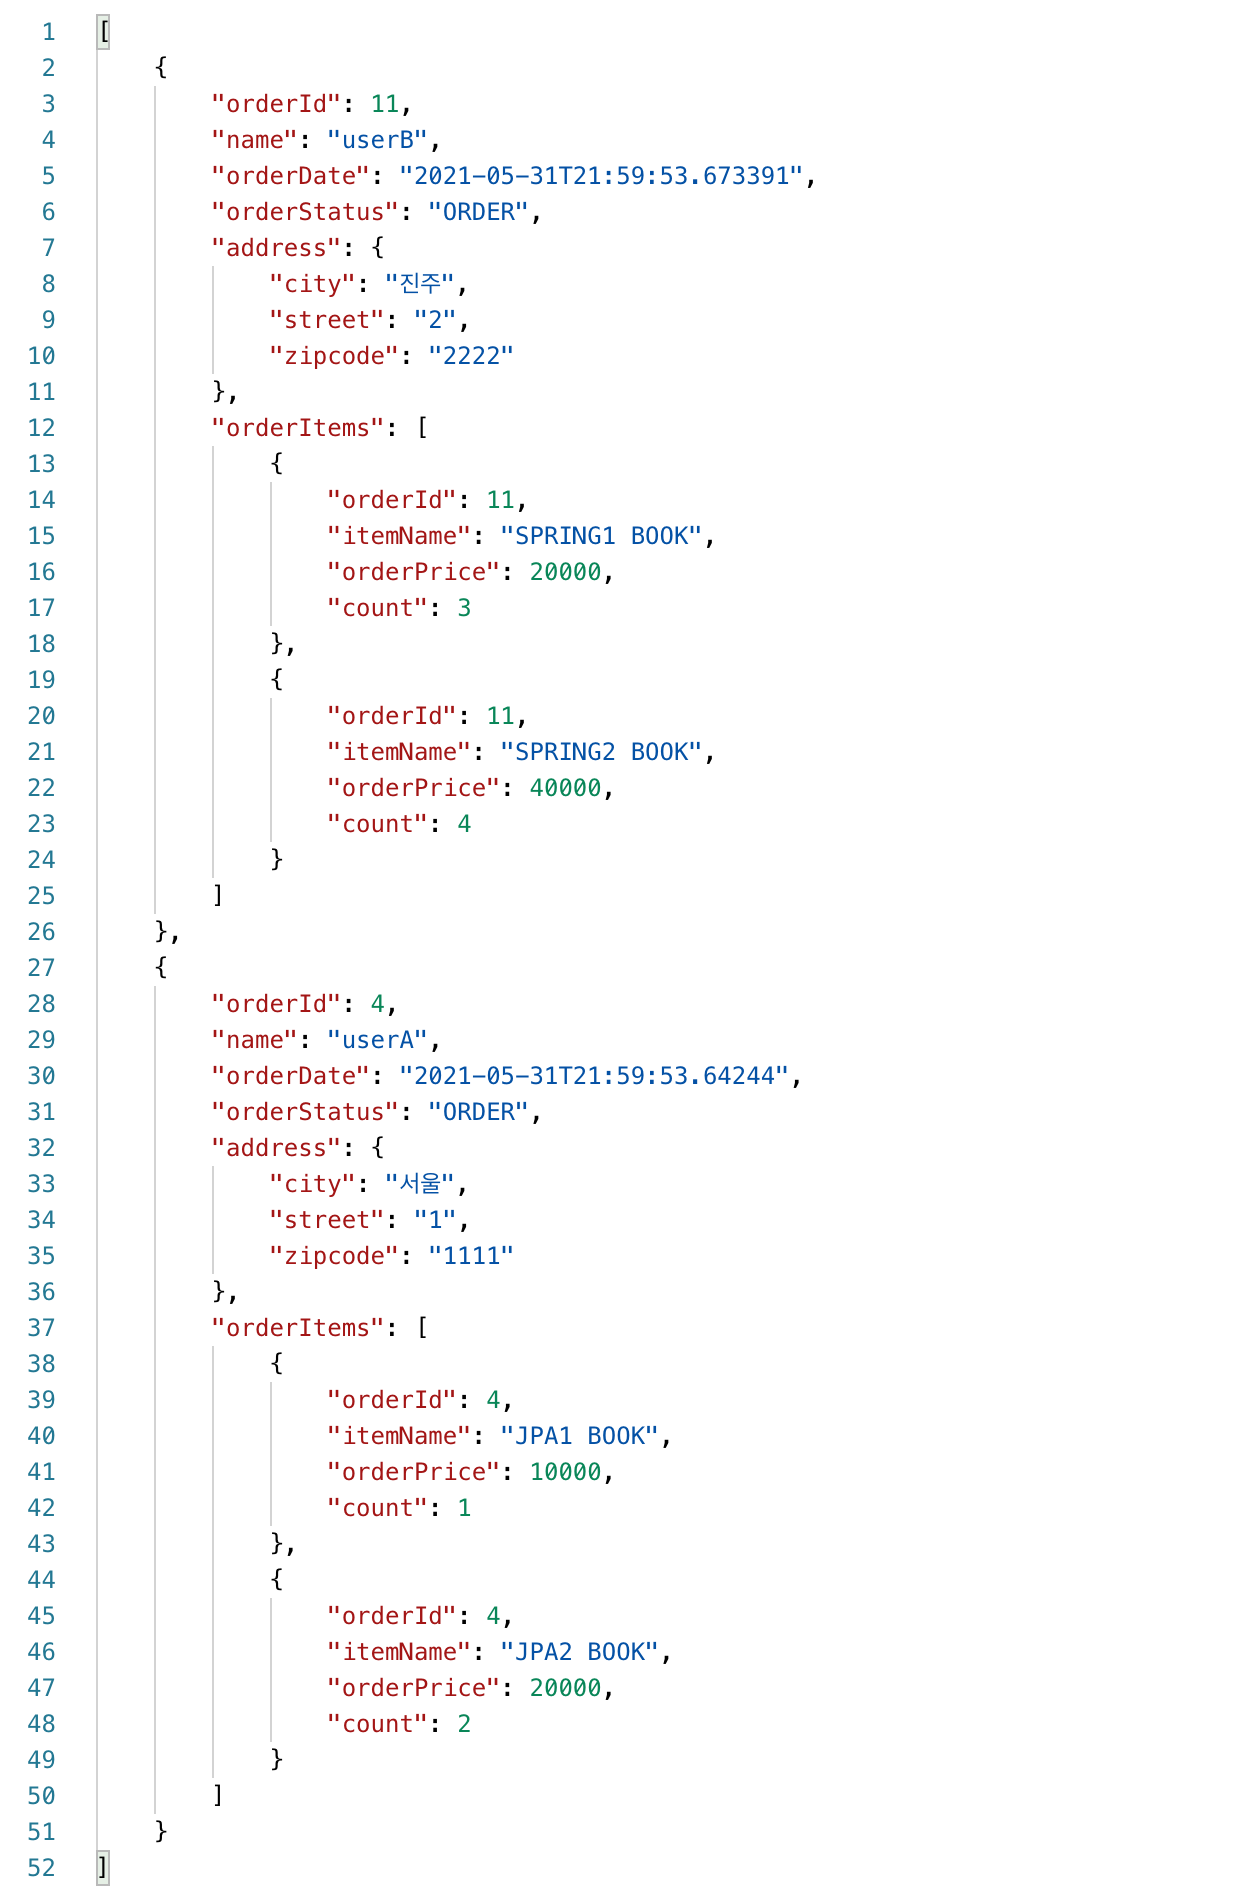 1 [
2 {
3 "orderId": 11,
4 "name": "userB",
5 "orderDate": "2021-05-31T21:59:53.673391",
6 "orderStatus": "ORDER",
7 "address": {
8 "city": "진주",
9 "street": "2",
10 "zipcode": "2222"
11 },
12 "orderItems": [
13 {
14 "orderId": 11,
15 "itemName": "SPRING1 BOOK",
16 "orderPrice": 20000,
17 "count": 3
18 },
19 {
20 "orderId": 11,
21 "itemName": "SPRING2 BOOK",
22 "orderPrice": 40000,
23 "count": 4
24 }
25 ]
26 },
27 {
28 "orderId": 4,
29 "name": "userA",
30 "orderDate": "2021-05-31T21:59:53.64244",
31 "orderStatus": "ORDER",
32 "address": {
33 "city": "서울",
34 "street": "1",
35 "zipcode": "1111"
36 },
37 "orderItems": [
38 {
39 "orderId": 4,
40 "itemName": "JPA1 BOOK",
41 "orderPrice": 10000,
42 "count": 1
43 },
44 {
45 "orderId": 4,
46 "itemName": "JPA2 BOOK",
47 "orderPrice": 20000,
48 "count": 2
49 }
50 ]
51 }
52 ]